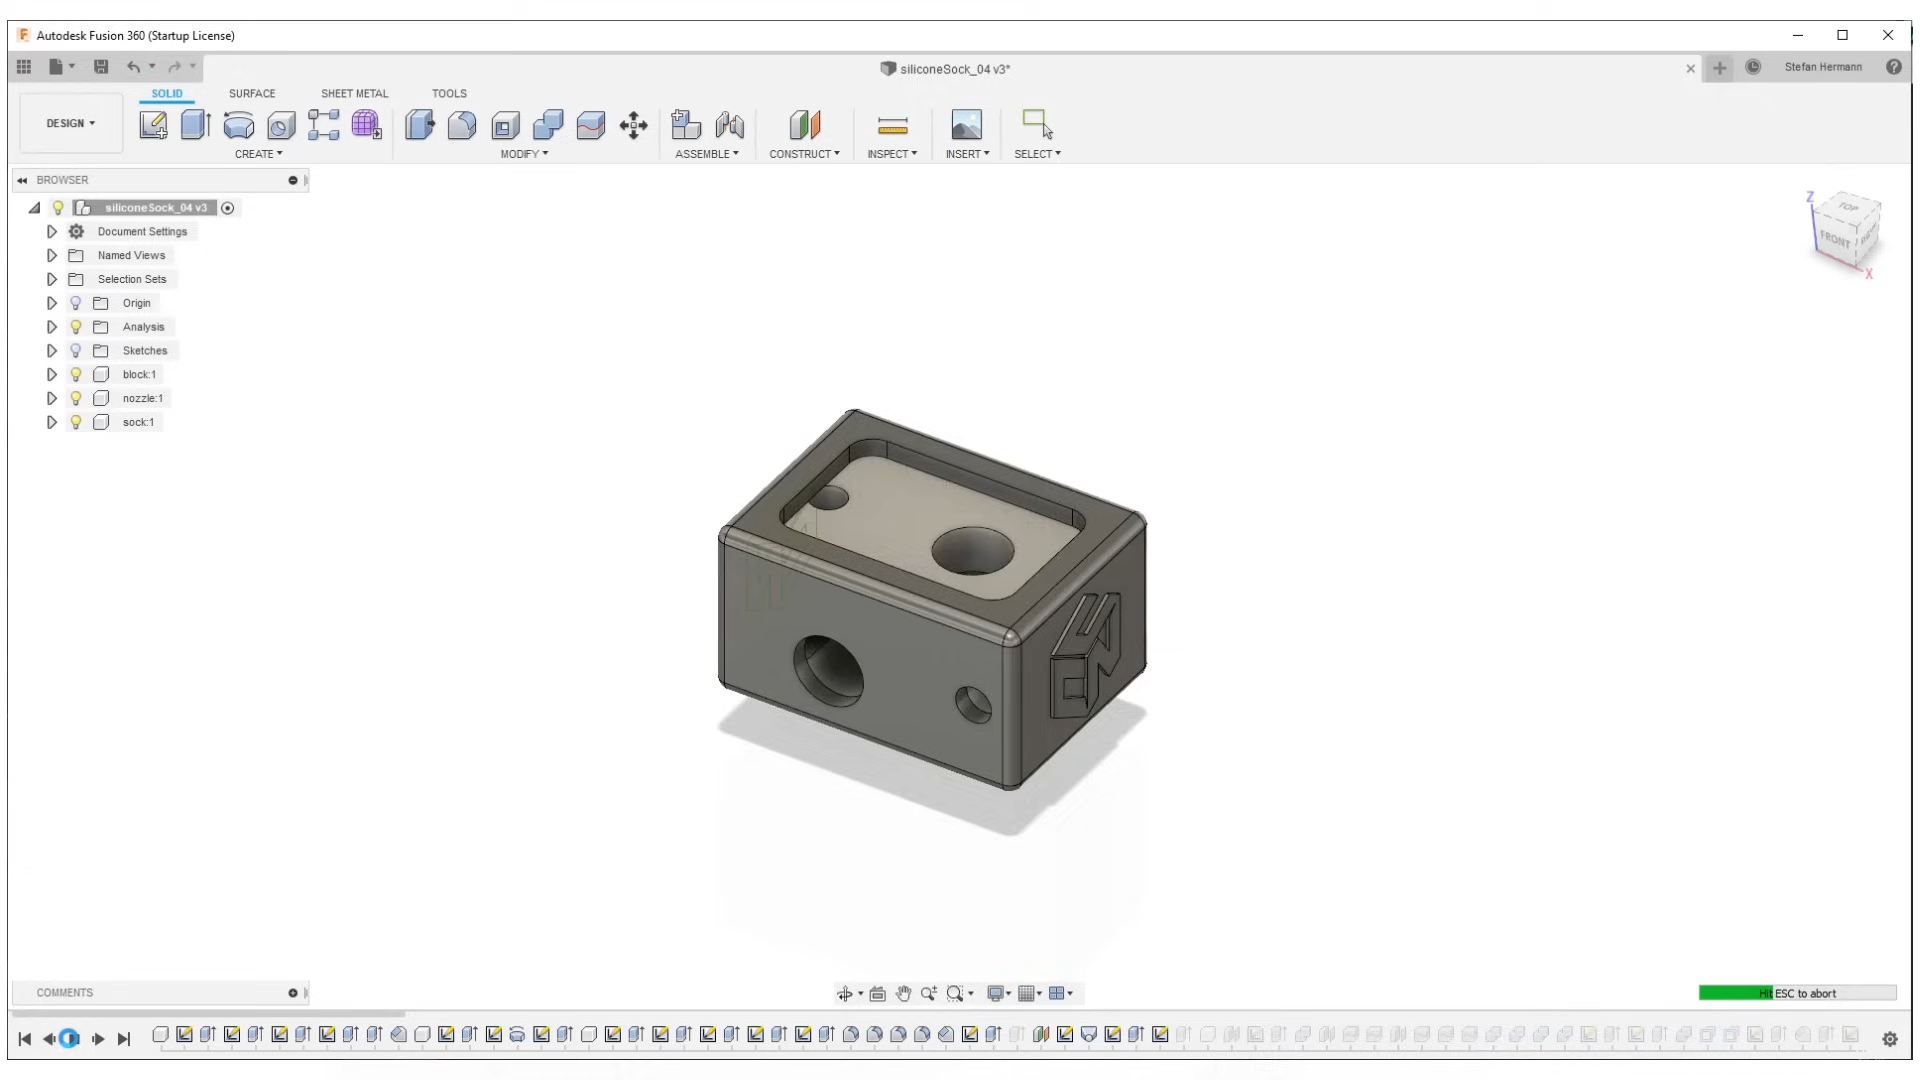 Autodesk Fusion 360 (Startup License)
siliconeSock_04 v3*
Stefan Hermann
DESIGN
SOLID
SURFACE
SHEET METAL
TOOLS
CREATE
MODIFY
ASSEMBLE
CONSTRUCT
INSPECT
INSERT
SELECT
BROWSER
siliconeSock_04 v3
Document Settings
Named Views
Selection Sets
Origin
Analysis
Sketches
block:1
nozzle:1
sock:1
Z
TOP
FRONT
RIGHT
X
COMMENTS
Hit ESC to abort